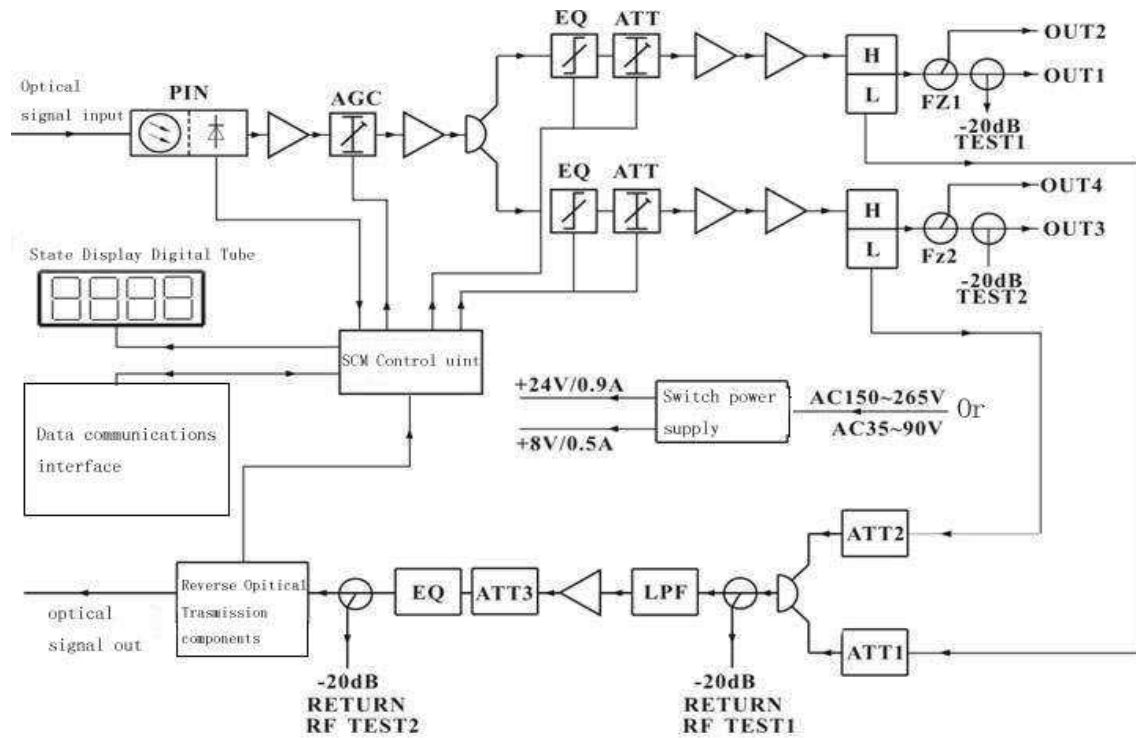 EQ
ATT
OUT2
H
Optical
signal input
PIN
AGC
OUT1
L
FZ1
-20dB
TEST1
EQ
ATT
OUT4
H
OUT3
L
Fz2
-20dB
TEST2
State Display Digital Tube
SCM Control uint
+24V/0.9A
Switch power
supply
AC150~265V
Or
+8V/0.5A
AC35~90V
Data communications
interface
ATT2
Reverse Opitical
Trasmission
components
EQ
ATT3
LPF
optical
signal out
ATT1
-20dB
RETURN
RF TEST2
-20dB
RETURN
RF TEST1